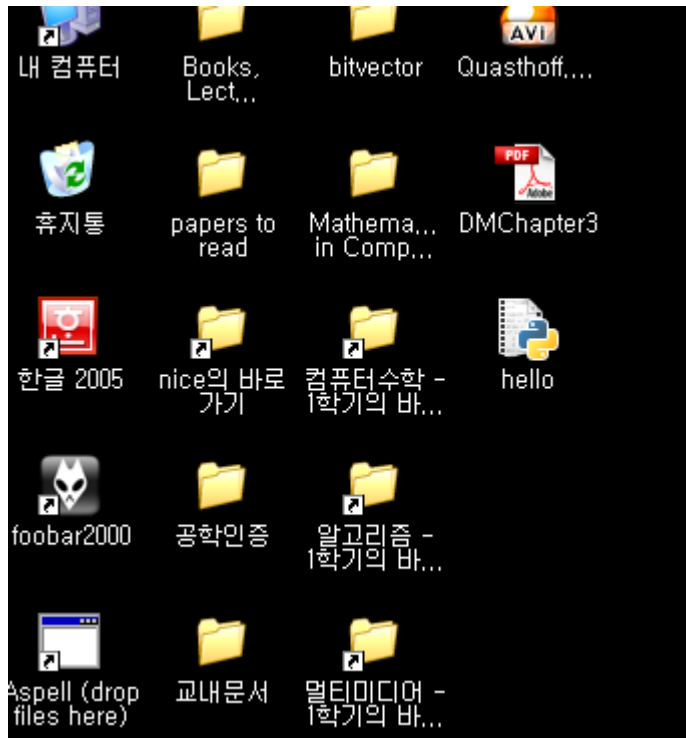 내 컴퓨터
Books,
Lect...
bitvector
AVI
Quasthoff,...
휴지통
papers to
read
Mathema...
in Comp...
PDF
Adobe
DMChapter3
한글 2005
nice의 바로
가기
컴퓨터수학 -
1학기의 바...
hello
foobar2000
공학인증
알고리즘 -
1학기의 바...
Aspell (drop
files here)
교내문서
멀티미디어 -
1학기의 바...